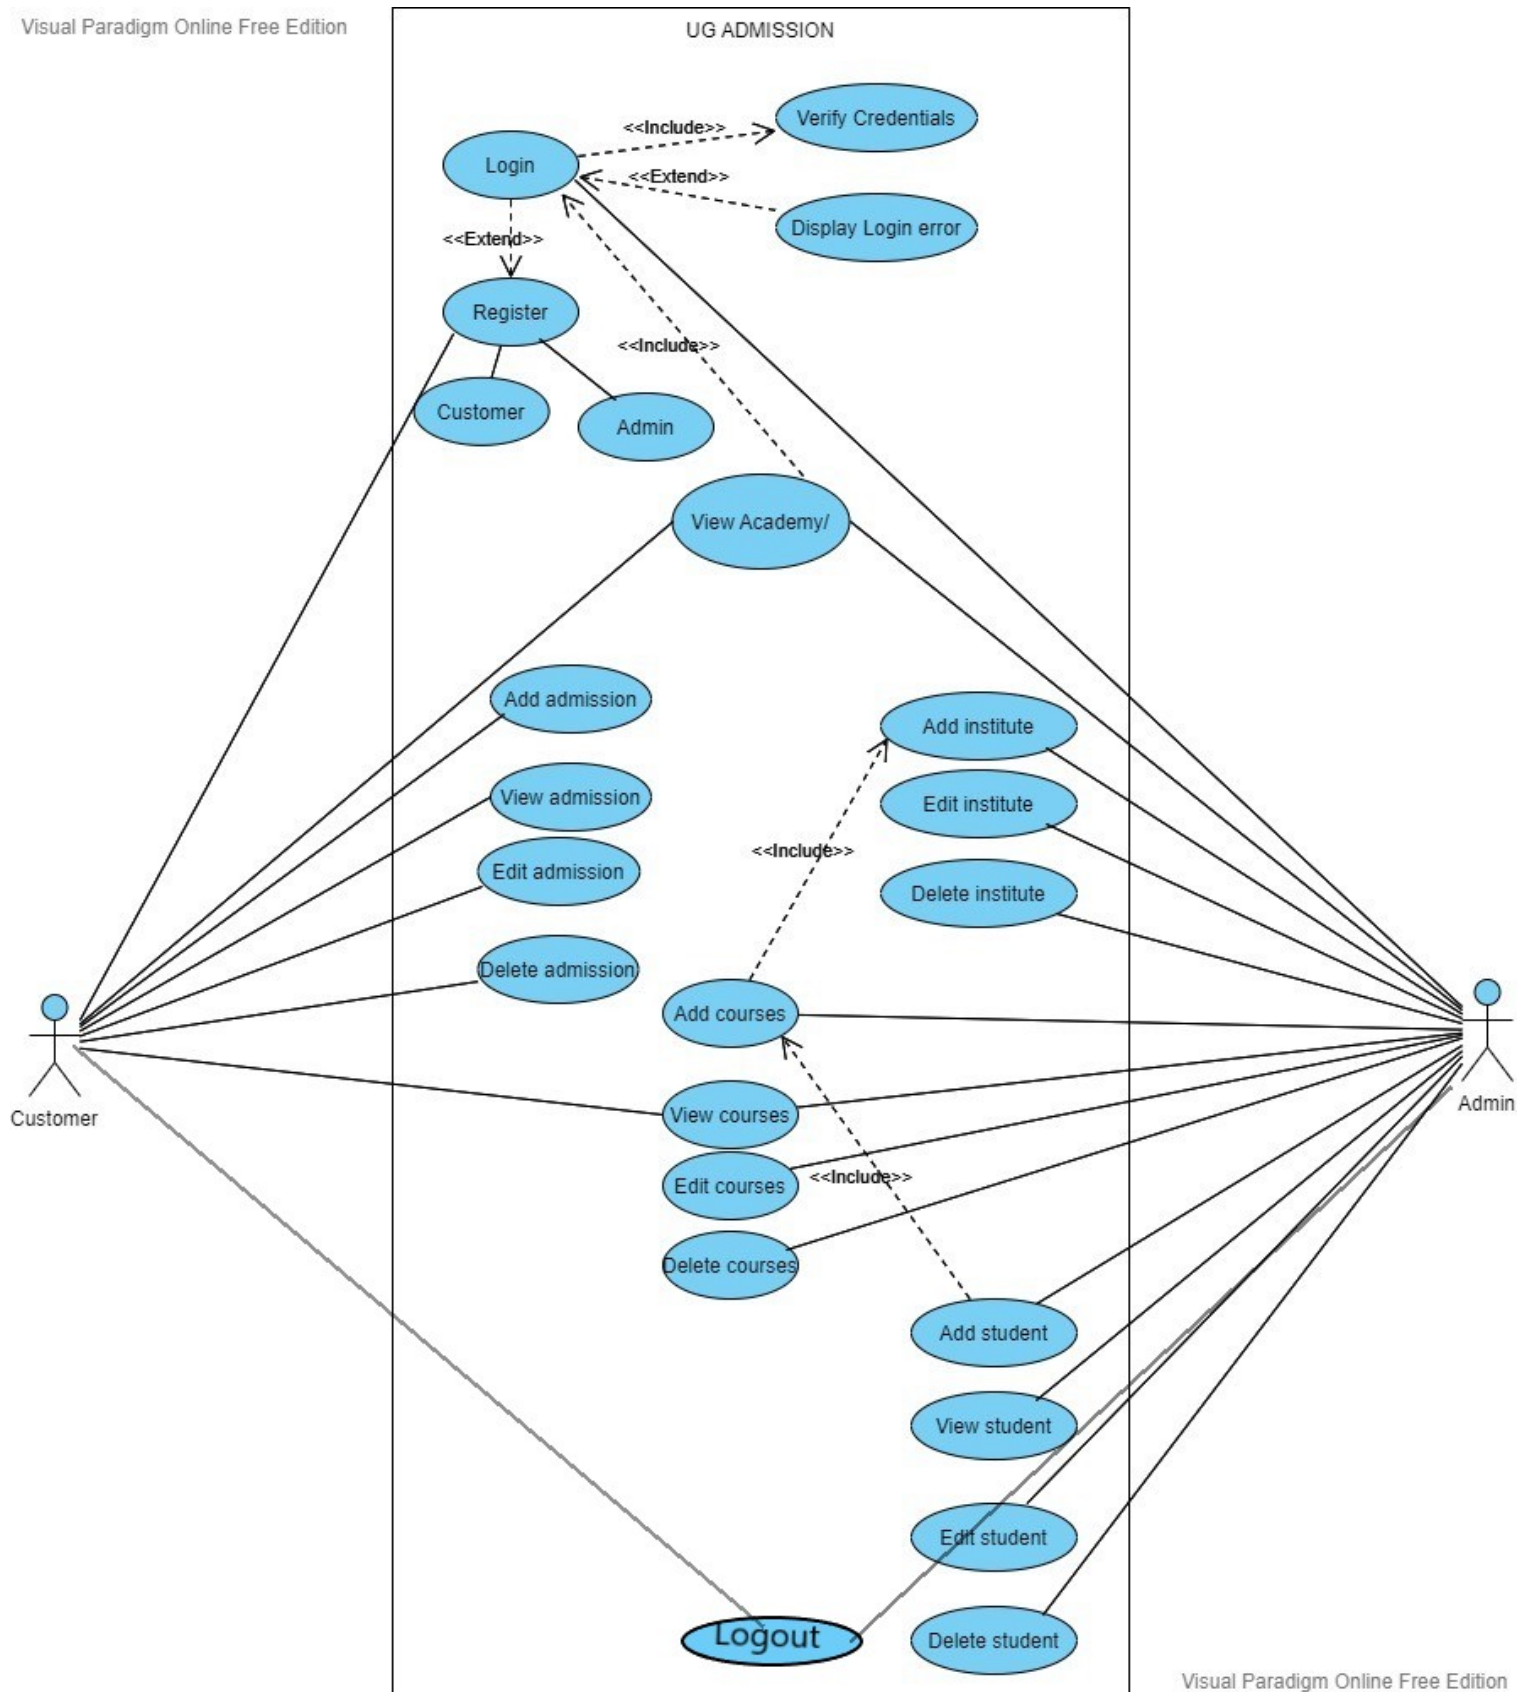 Visual Paradigm Online Free Edition
UG ADMISSION
Verify Credentials
<<Include>>
Login
<<Extend>>
Display Login error
<<Extend>>
Register
<<Include>>
Customer
Admin
View Academy/
Add admission
Add institute
View admission
Edit institute
<<Include>>
Edit admission
Delete institute
Delete admission
Add courses
Customer
Admin
View courses
<<Include>>
Edit courses
Delete courses
Add student
View student
Edit student
Logout
Delete student
Visual Paradigm Online Free Edition